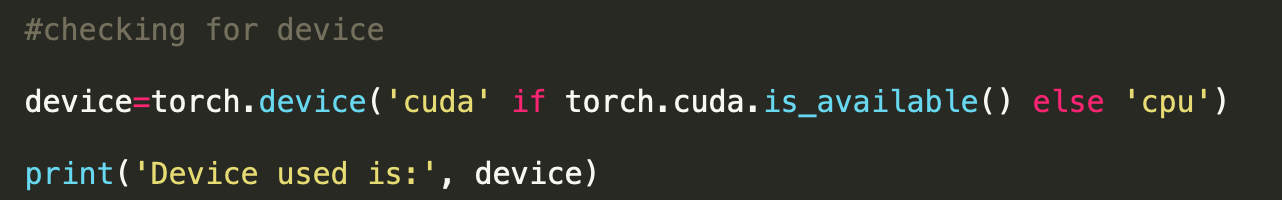 #checking for device
device=torch.device('cuda' if torch.cuda.is_available() else 'cpu')
print('Device used is:', device)